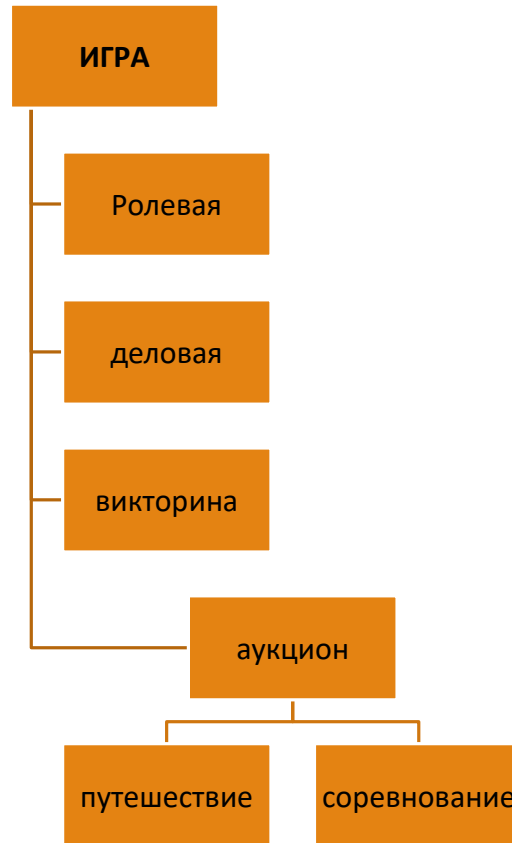 ИГРА
Ролевая
деловая
викторина
аукцион
путешествие
соревнование